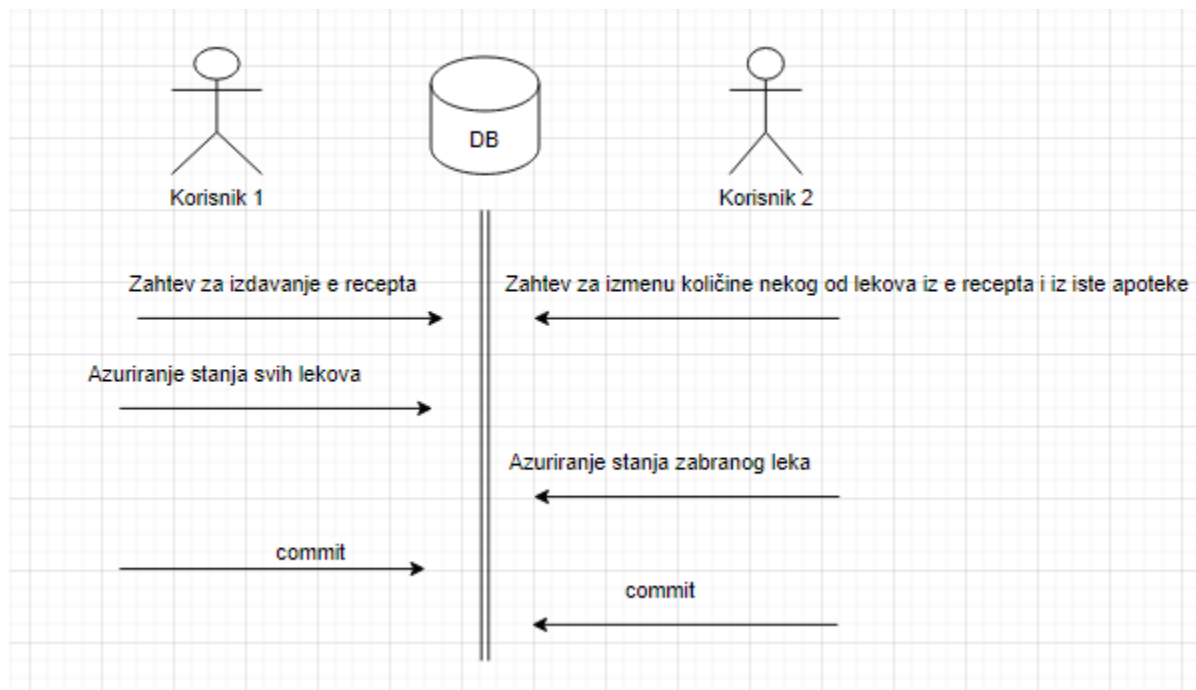 DB
Korisnik 1
Korisnik 2
Zahtev za izdavanje e recepta
Zahtev za izmenu količine nekog od lekova iz e recepta i iz iste apoteke
Azuriranje stanja svih lekova
Azuriranje stanja zabranog leka
commit
commit